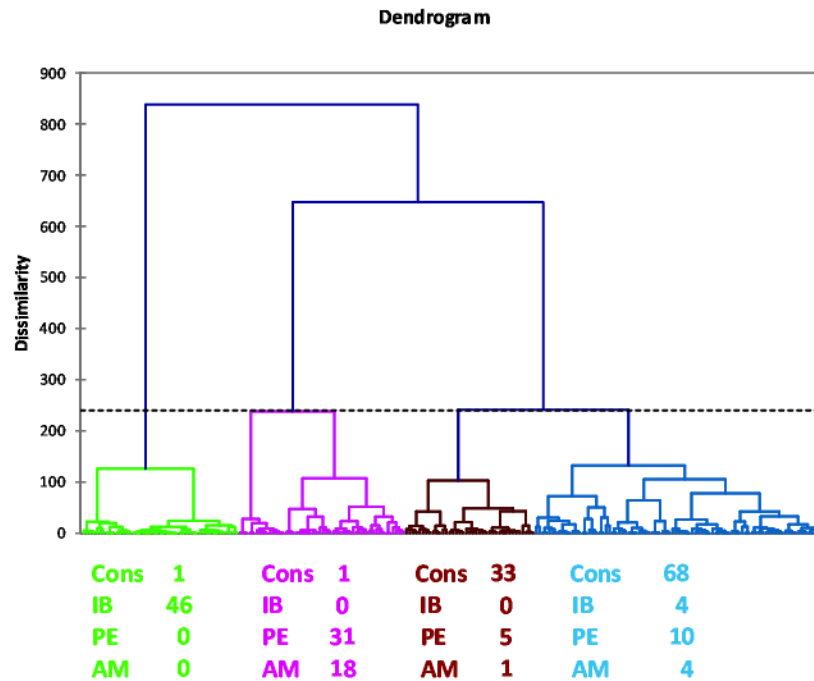 Dendrogram
900
800
700
600
500
400
300
200
100
0
Dissimilarity
Cons 1 Cons 1 Cons 33 Cons 68
IB 46 IB 0 IB 0 IB 4
PE 0 PE 31 PE 5 PE 10
AM 0 AM 18 AM 1 AM 4